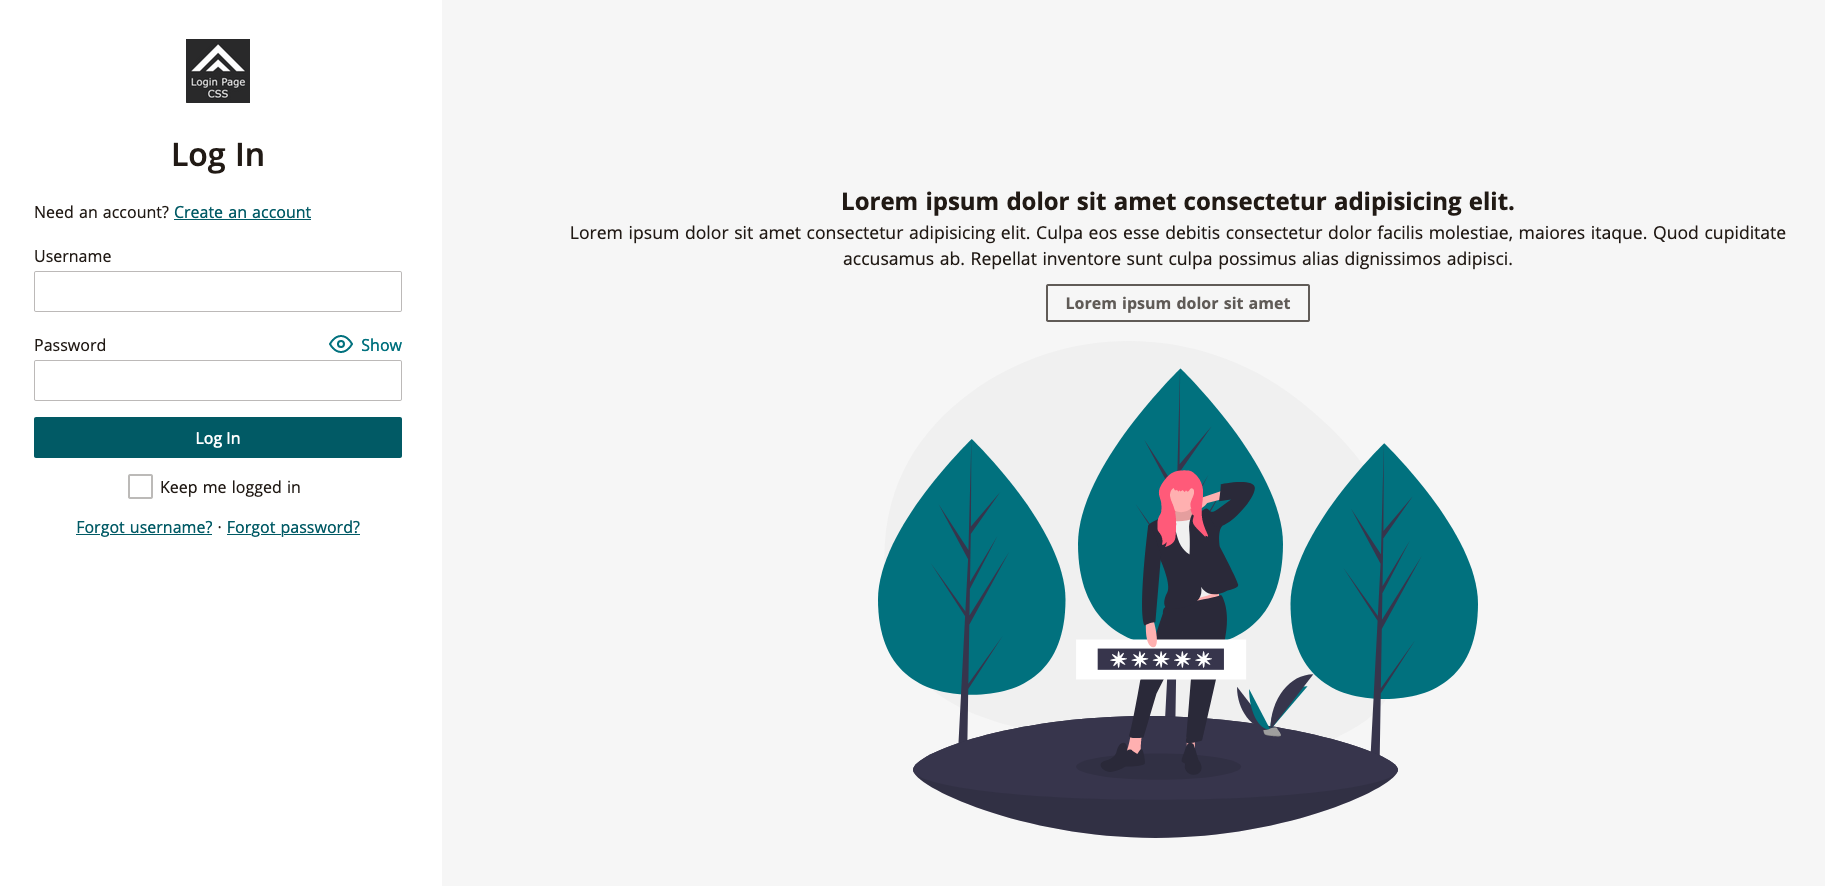 Login Page
CSS
Log In
Need an account? Create an account
Username
Password Show
Log In
Keep me logged in
Forgot username? · Forgot password?
Lorem ipsum dolor sit amet consectetur adipisicing elit.
Lorem ipsum dolor sit amet consectetur adipisicing elit. Culpa eos esse debitis consectetur dolor facilis molestiae, maiores itaque. Quod cupiditate
accusamus ab. Repellat inventore sunt culpa possimus alias dignissimos adipisci.
Lorem ipsum dolor sit amet